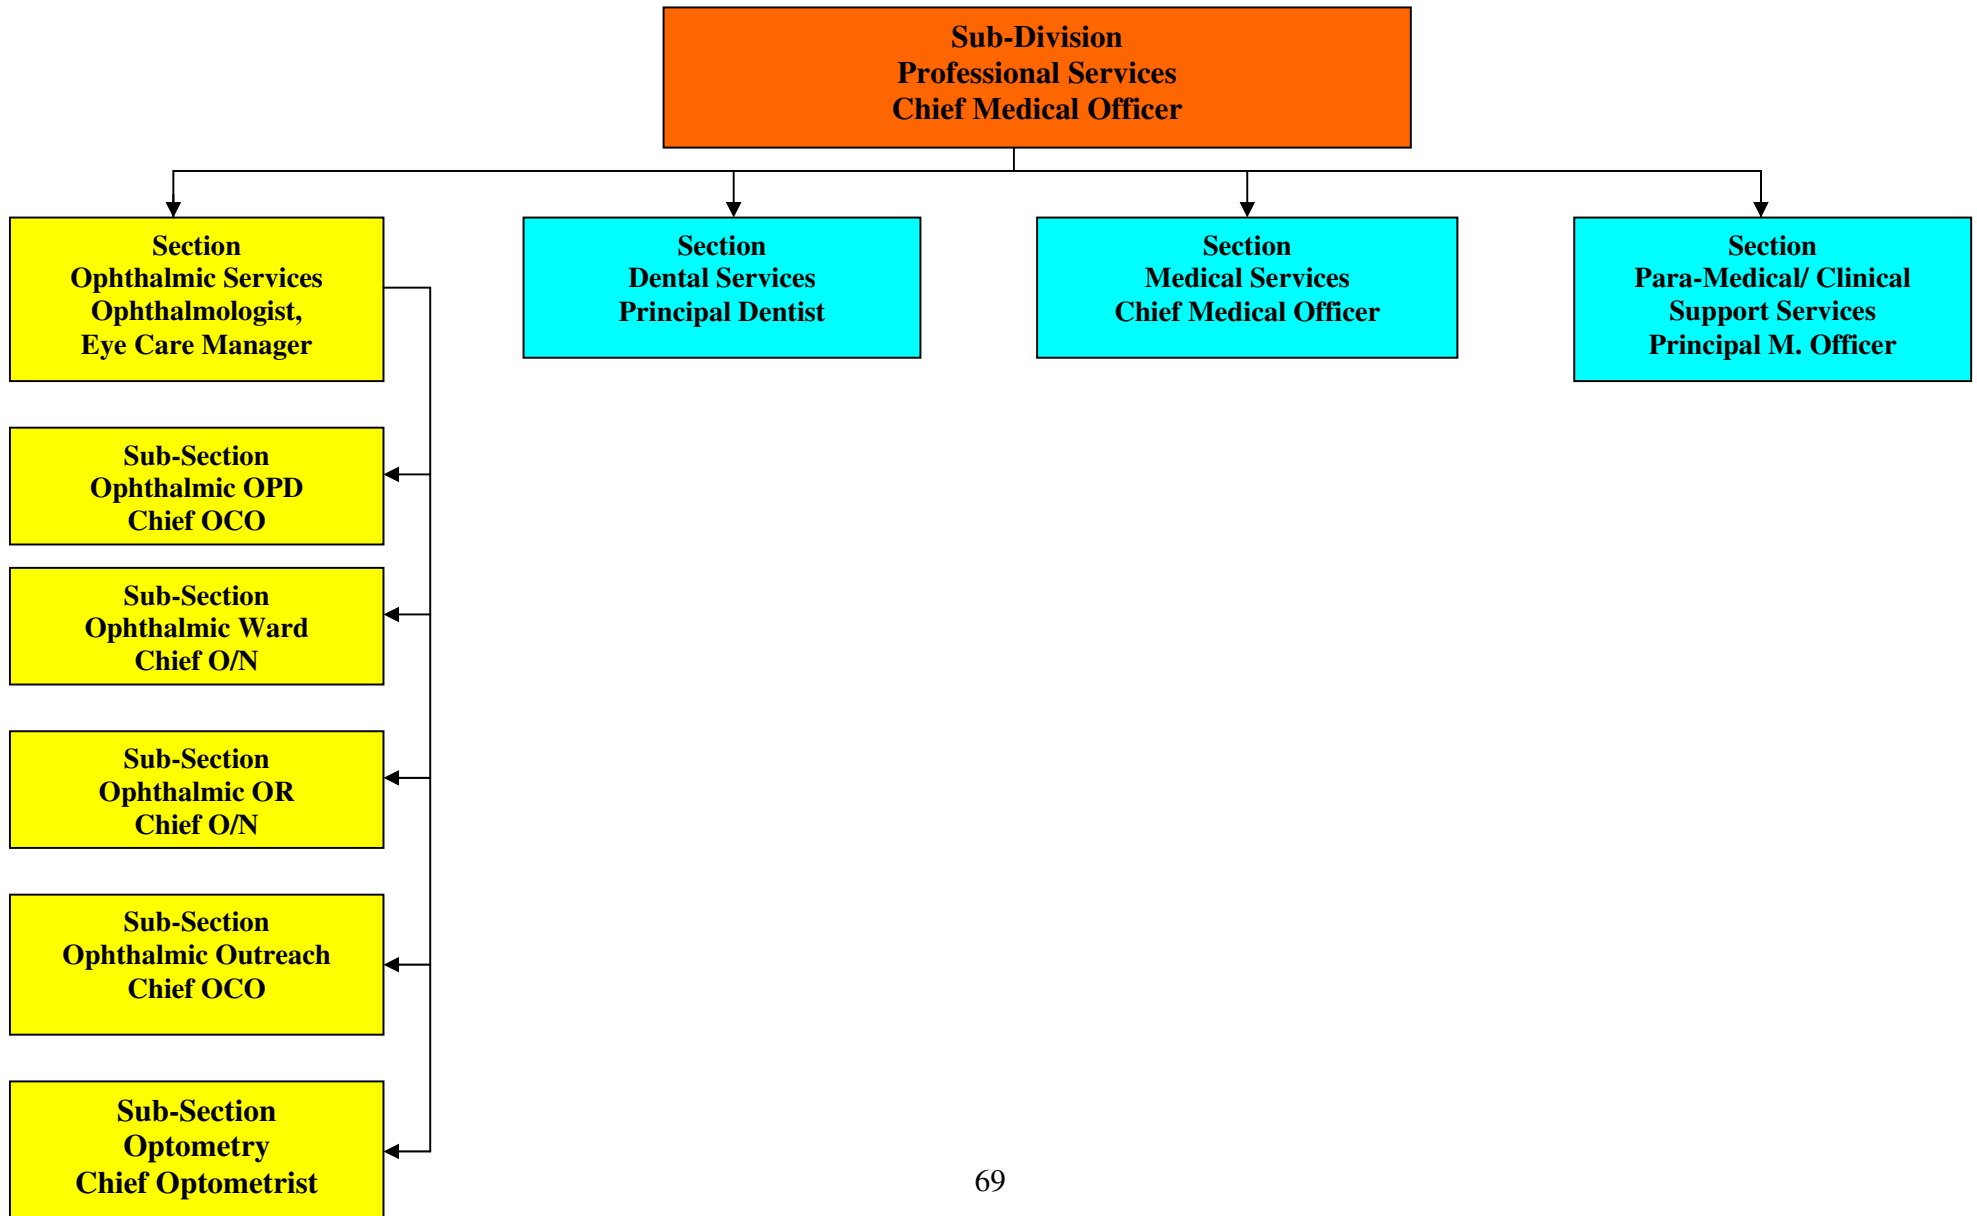 Sub-Division
Professional Services
Chief Medical Officer
Section
Ophthalmic Services
Ophthalmologist,
Eye Care Manager
Section
Dental Services
Principal Dentist
Section
Medical Services
Chief Medical Officer
Section
Para-Medical/ Clinical
Support Services
Principal M. Officer
Sub-Section
Ophthalmic OPD
Chief OCO
Sub-Section
Ophthalmic Ward
Chief O/N
Sub-Section
Ophthalmic OR
Chief O/N
Sub-Section
Ophthalmic Outreach
Chief OCO
Sub-Section
Optometry
Chief Optometrist
69